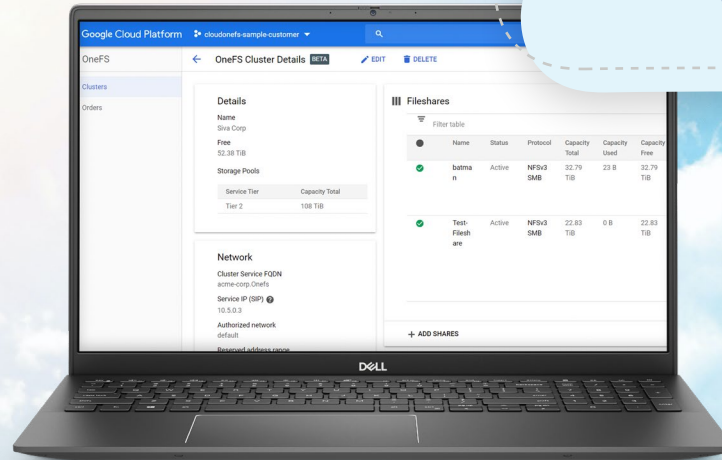 Google Cloud Platform cloudonefs-sample-customer
OneFS
OneFS Cluster Details BETA EDIT DELETE
Clusters
Orders
Details
Name
Siva Corp
Free
52.38 TiB
Storage Pools
Service Tier Capacity Total
Tier 2 108 TiB
Network
Cluster Service FQDN
acme-corp.Onefs
Service IP (SIP) ?
10.5.0.3
Authorized network
default
Reserved address range
Fileshares
Filter table
Name Status Protocol Capacity Capacity Capacity
Total Used Free
batma Active NFSv3 32.79 23 B 32.79
n SMB TiB TiB
Test- Active NFSv3 22.83 0 B 22.83
Filesh SMB TiB TiB
are
+ ADD SHARES
DELL